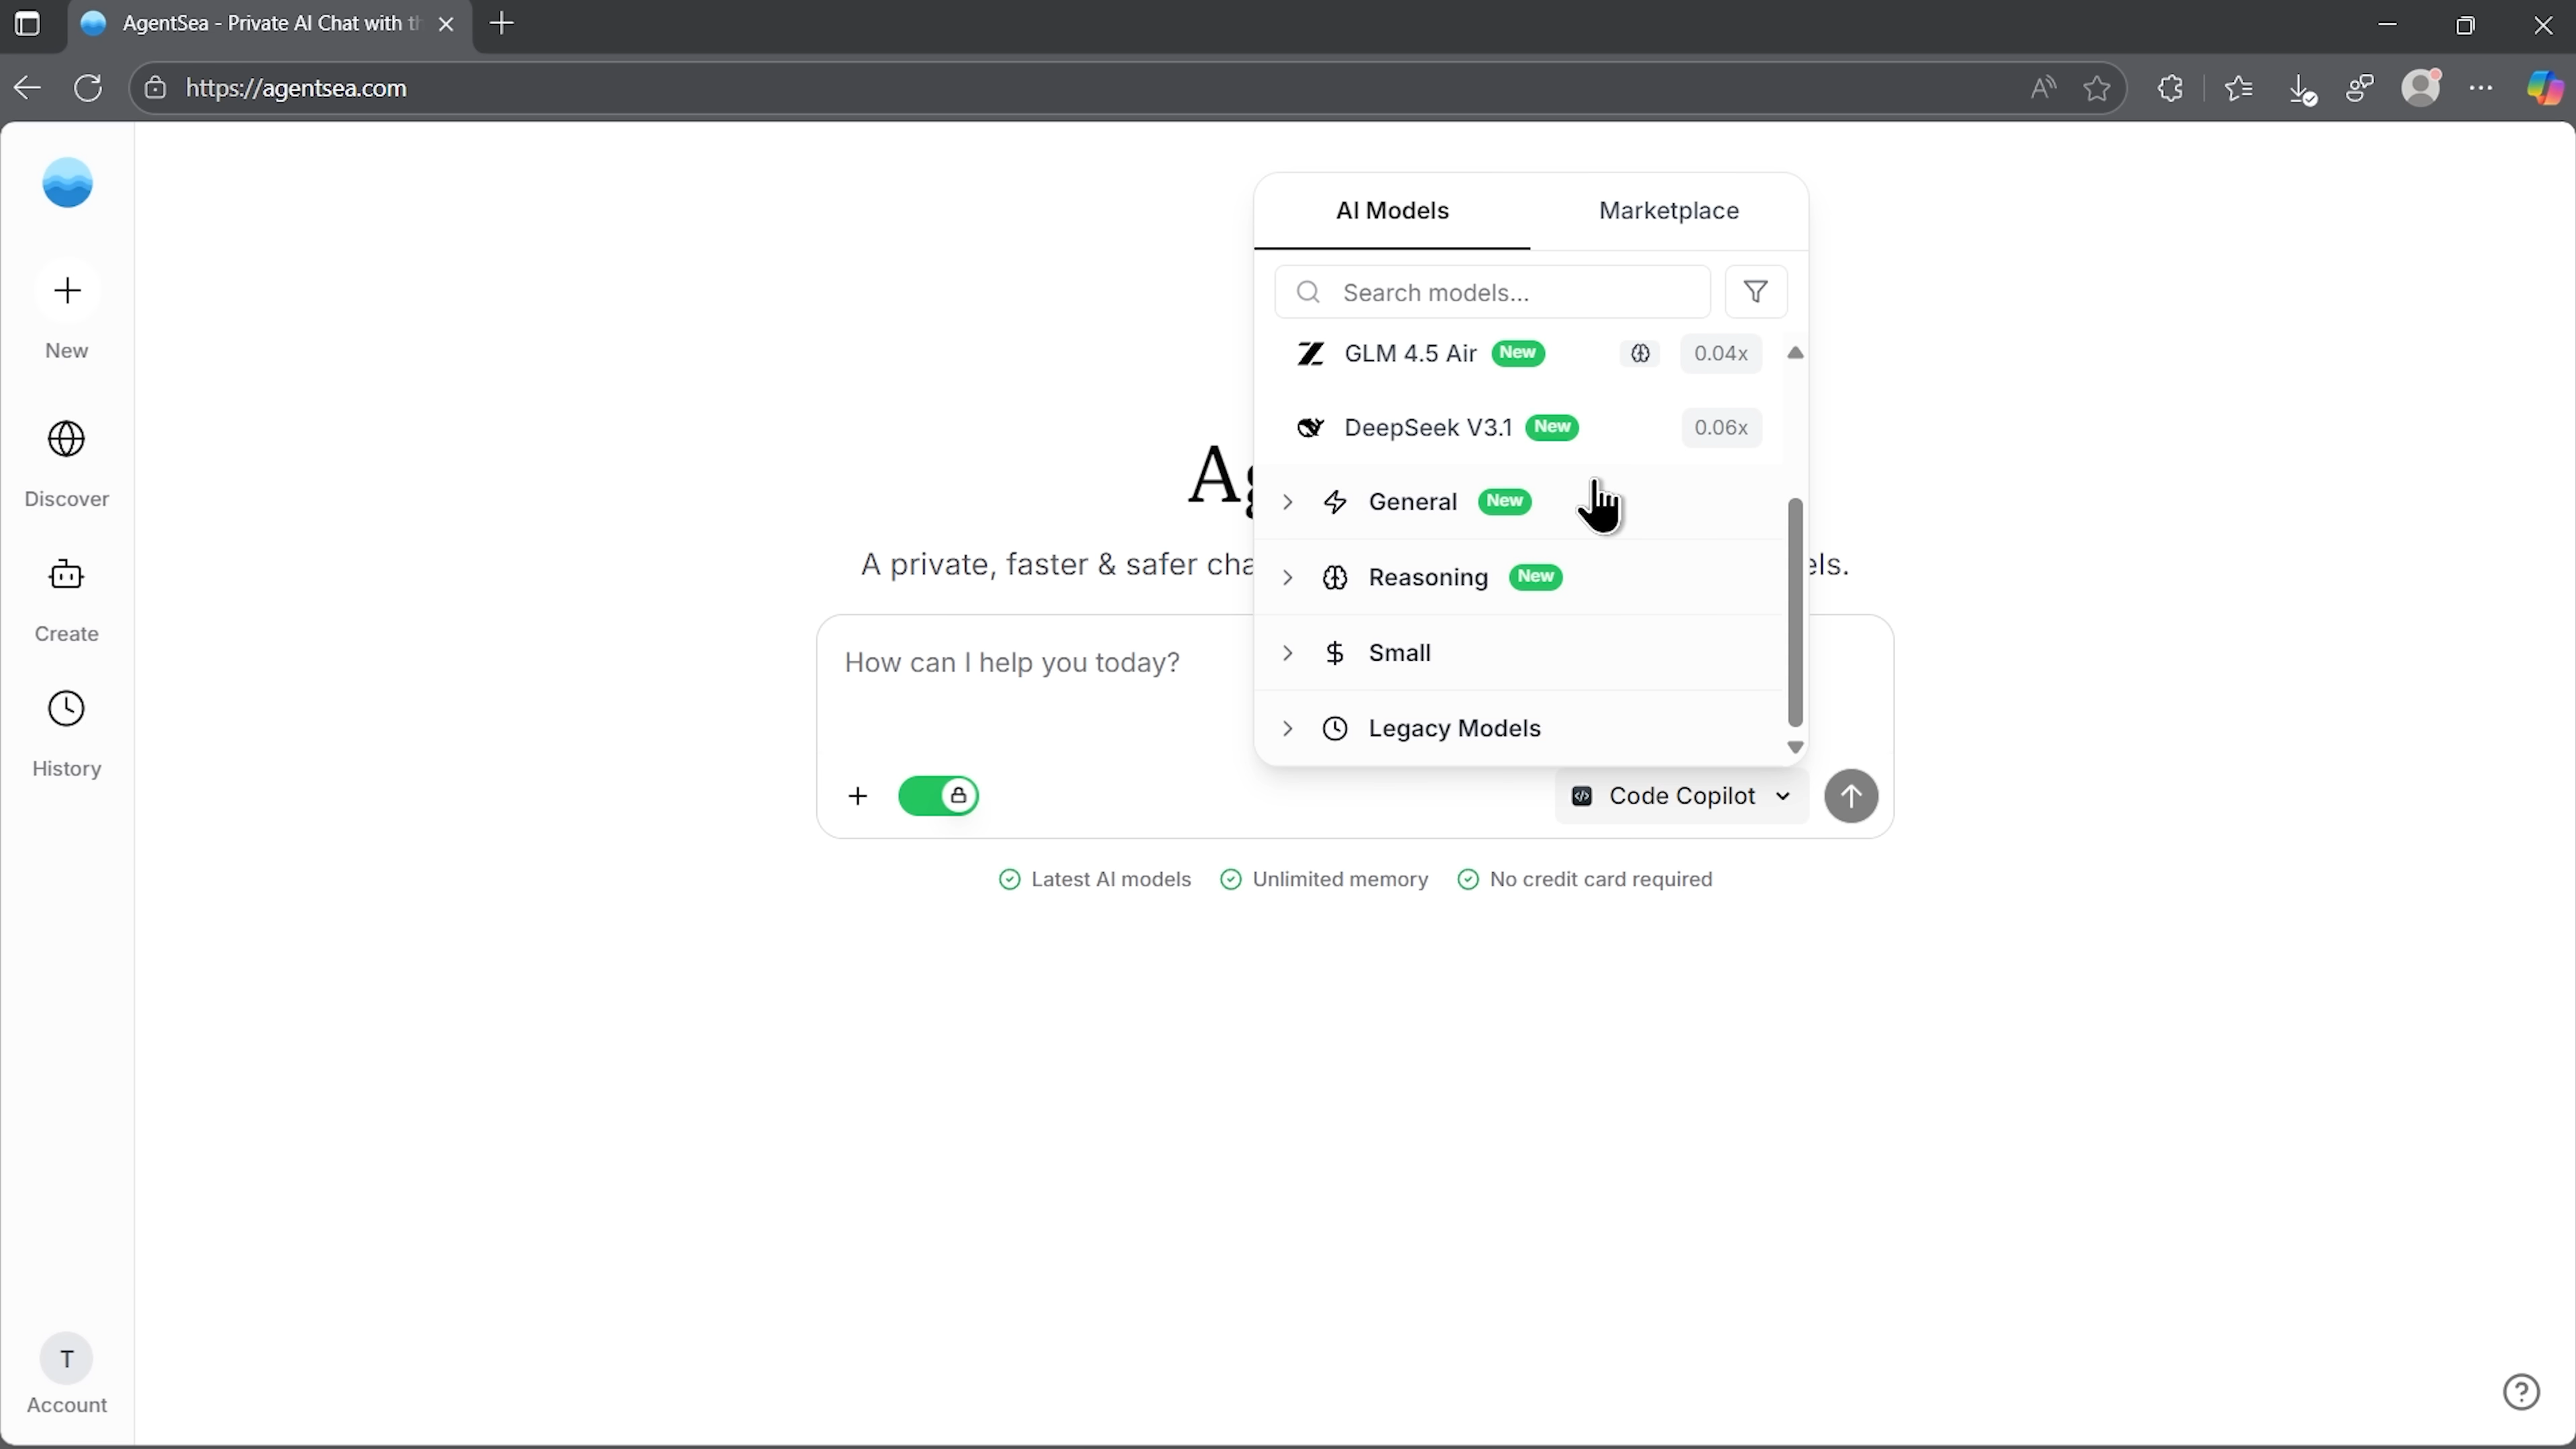 AgentSea - Private AI Chat with th
https://agentsea.com
New
Discover
Create
History
T
Account
AI Models
Marketplace
Search models...
GLM 4.5 Air New 0.04x
DeepSeek V3.1 New 0.06x
General New
Reasoning New
Small
Legacy Models
Ag
A private, faster & safer cha
els.
How can I help you today?
Code Copilot
Latest AI models
Unlimited memory
No credit card required